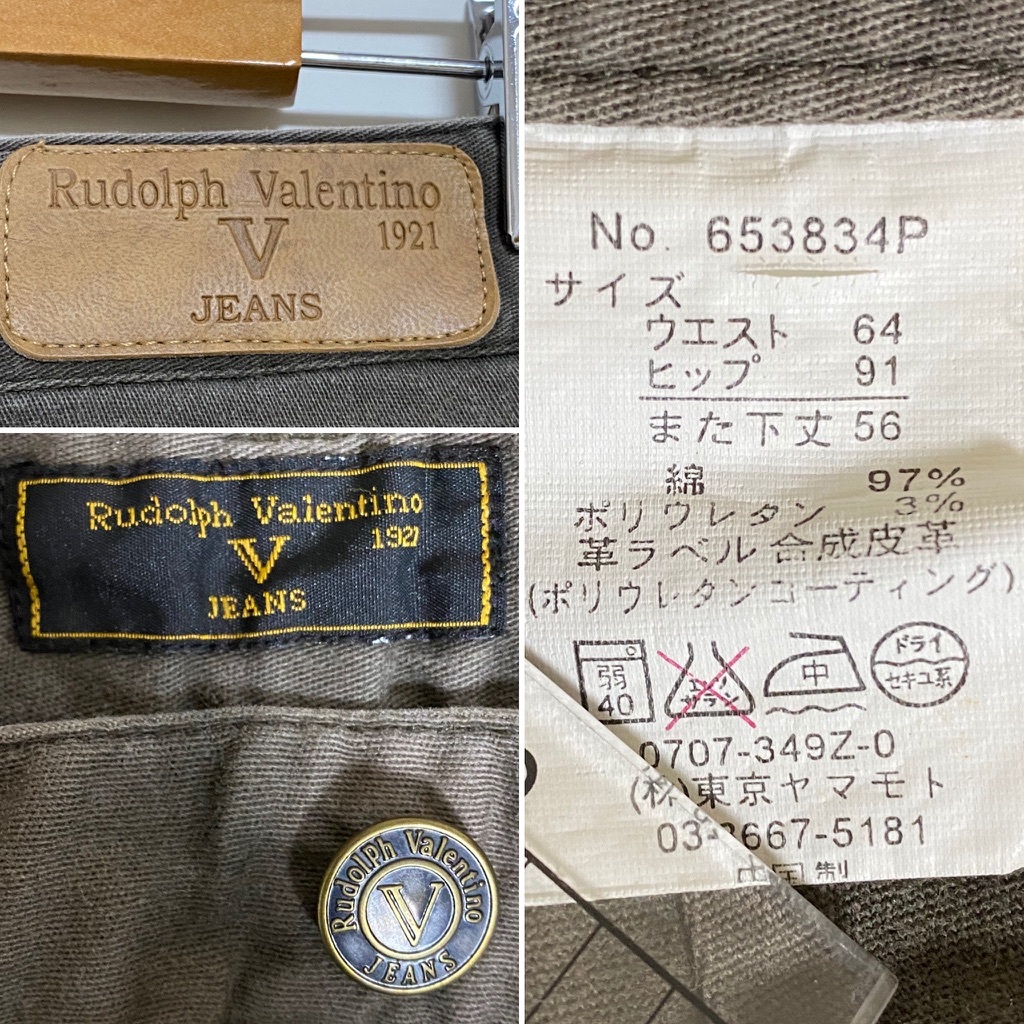 Rudolph Valentino
V 1921
JEANS
Rudolph Valentino
V 1921
JEANS
Rudolph Valentino
V
JEANS
No. 653834P
サイズ
ウエスト 64
ヒップ 91
また下丈 56
綿 97%
ポリウレタン 3%
革ラベル 合成皮革
(ポリウレタンコーティング)
弱
40
エンソ
サラシ
中
ドライ
セキユ系
0707-349Z-0
(株)東京ヤマモト
03-3667-5181
中国製